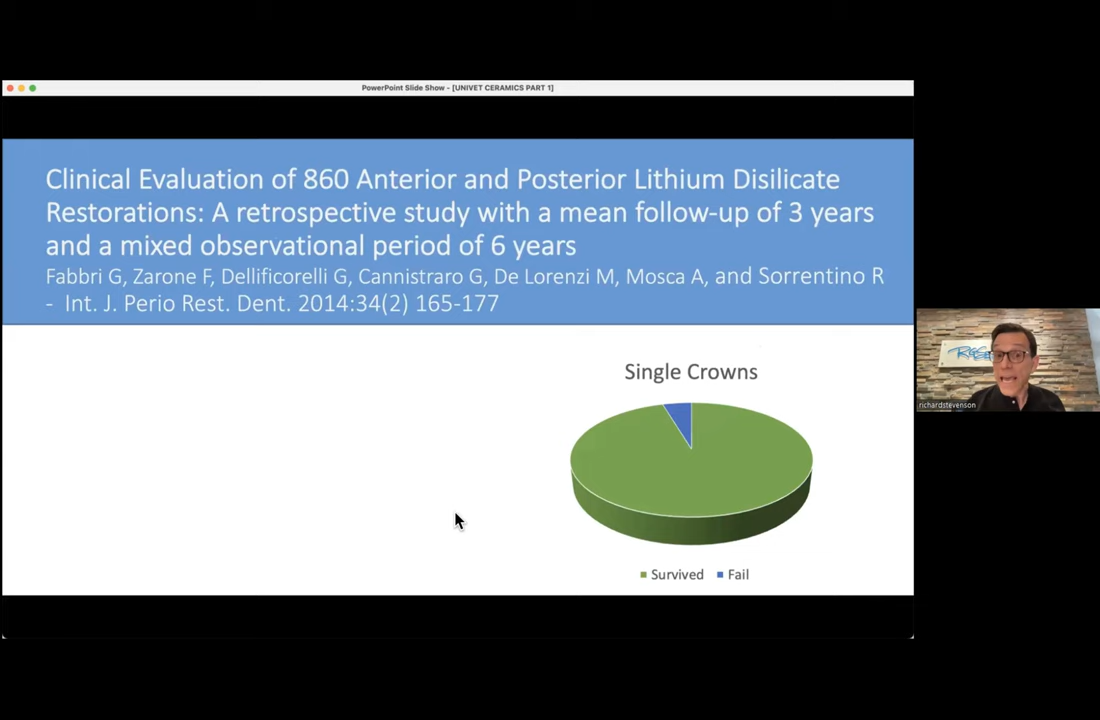 PowerPoint Slide Show - [UNIVET CERAMICS PART 1]
Clinical Evaluation of 860 Anterior and Posterior Lithium Disilicate
Restorations: A retrospective study with a mean follow-up of 3 years
and a mixed observational period of 6 years
Fabbri G, Zarone F, Dellificorelli G, Cannistraro G, De Lorenzi M, Mosca A, and Sorrentino R
- Int. J. Perio Rest. Dent. 2014:34(2) 165-177
Single Crowns
Survived Fail
richardstevenson